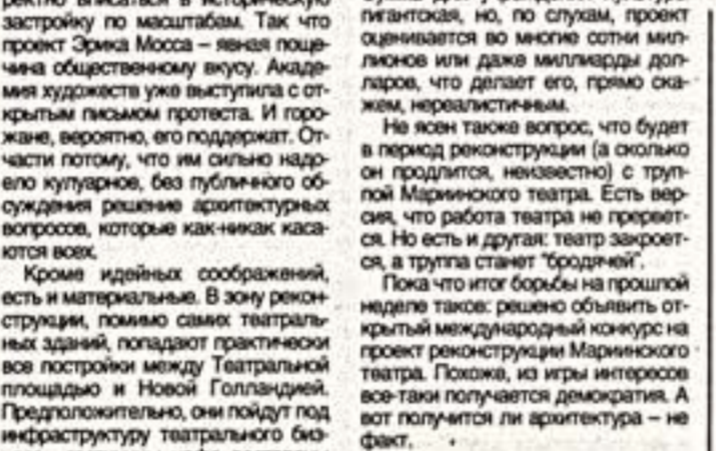 вписаться в историческую
застройку по масштабам. Так что
проект Эрика Мосса – явная поще-
чина общественному вкусу. Акаде-
мия художеств уже выступила с от-
крытым письмом протеста. И горо-
жане, вероятно, его поддержат. От-
части потому, что им сильно надо-
ело кулуарное, без публичного об-
суждения решение архитектурных
вопросов, которые как-никак каса-
ются всех.
Кроме идейных соображений,
есть и материальные. В зону рекон-
струкции, помимо самих театраль-
ных зданий, попадают практически
все постройки между Театральной
площадью и Новой Голландией.
Предположительно, они пойдут под
инфраструктуру театрального биз-
гигантская, но, по слухам, проект
оценивается во многие сотни мил-
лионов или даже миллиарды дол-
ларов, что делает его, прямо ска-
жем, нереалистичным.
Не ясен также вопрос, что будет
в период реконструкции (а сколько
он продлится, неизвестно) с труп-
пой Мариинского театра. Есть вер-
сия, что работа театра не прервет-
ся. Но есть и другая: театр закроет-
ся, а труппа станет "бродячей".
Пока что итог борьбы на прошлой
неделе таков: решено объявить от-
крытый международный конкурс на
проект реконструкции Мариинского
театра. Похоже, из игры интересов
все-таки получается демократия. А
вот получится ли архитектура – не
факт.